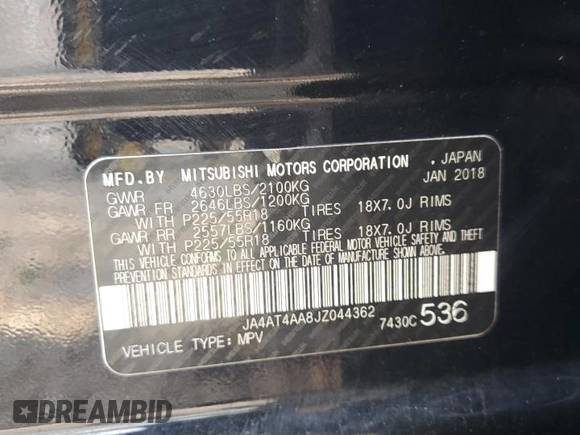 MFD.BY MITSUBISHI MOTORS CORPORATION , JAPAN
GVWR 4630LBS/2100KG JAN 2018
GAWR FR 2646LBS/1200KG
WITH P225/55R18 TIRES 18X7.0J RIMS
GAWR RR 2557LBS/1160KG
WITH P225/55R18 TIRES 18X7.0J RIMS
THIS VEHICLE CONFORMS TO ALL APPLICABLE FEDERAL MOTOR VEHICLE SAFETY AND THEFT
PREVENTION STANDARDS IN EFFECT ON THE DATE OF MANUFACTURE SHOWN ABOVE.
JA4AT4AA8JZ044362
7430C 536
VEHICLE TYPE: MPV
DREAMBID